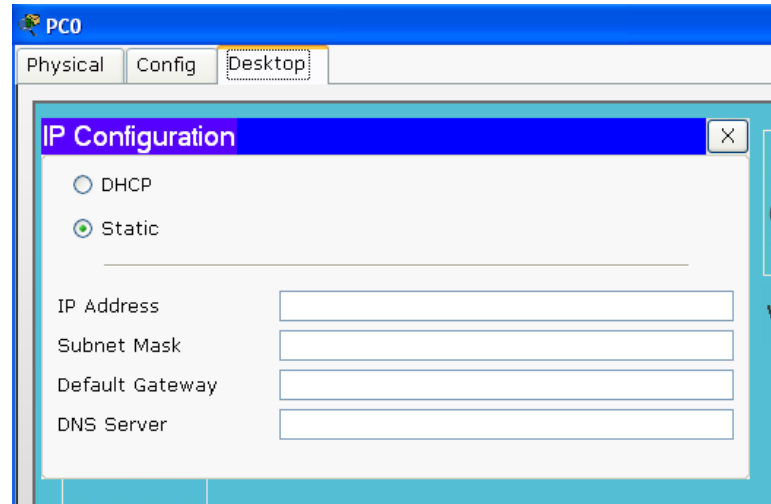 PC0
Physical Config Desktop
IP Configuration X
DHCP
Static
IP Address
Subnet Mask
Default Gateway
DNS Server